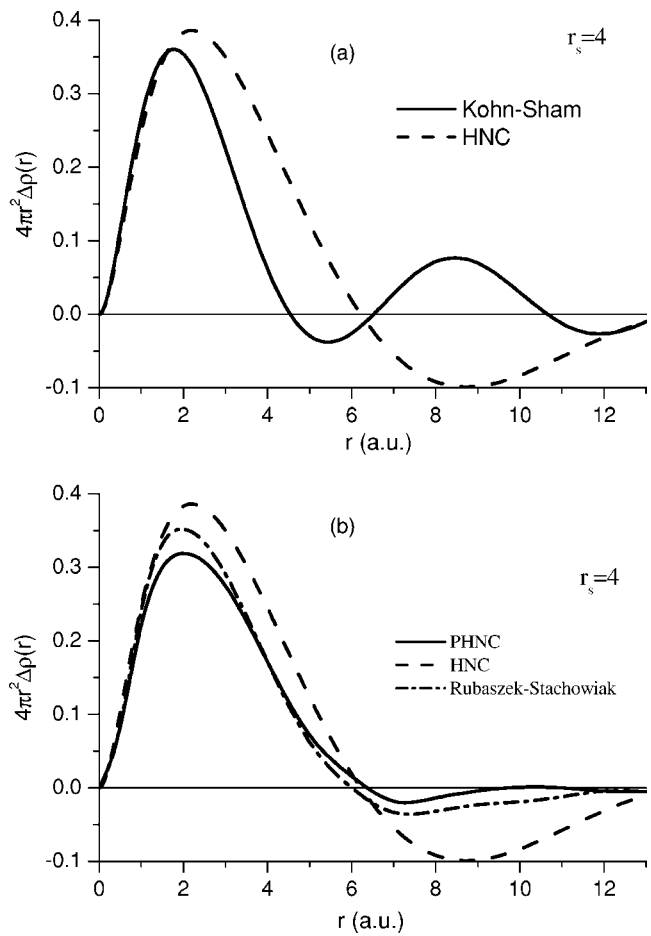 0.4
(a)
r_s=4
0.3
Kohn-Sham
HNC
0.2
4πr²Δρ(r)
0.1
0.0
-0.1
0 2 4 6 8 10 12
r (a.u.)
0.4
(b)
r_s=4
0.3
PHNC
HNC
Rubaszek-Stachowiak
0.2
4πr²Δρ(r)
0.1
0.0
-0.1
0 2 4 6 8 10 12
r (a.u.)